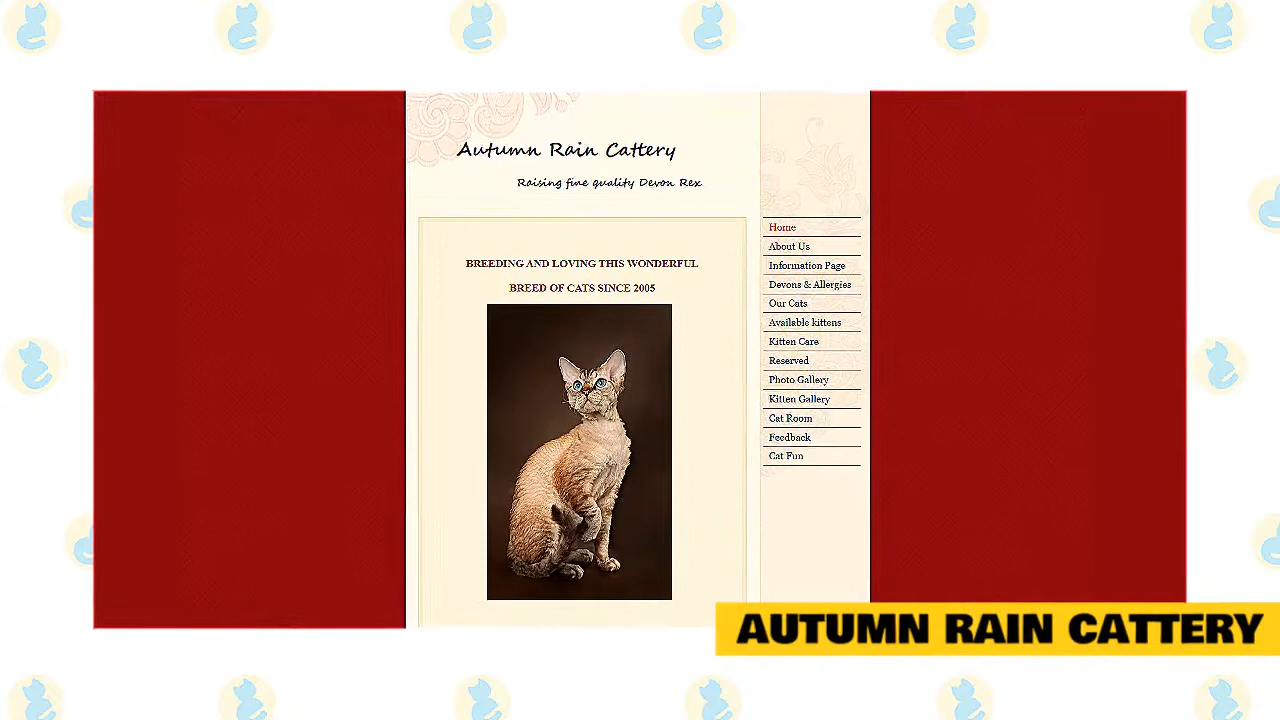 Autumn Rain Cattery
Raising fine quality Devon Rex
BREEDING AND LOVING THIS WONDERFUL
BREED OF CATS SINCE 2005
Home
About Us
Information Page
Devons & Allergies
Our Cats
Available kittens
Kitten Care
Reserved
Photo Gallery
Kitten Gallery
Cat Room
Feedback
Cat Fun
AUTUMN RAIN CATTERY